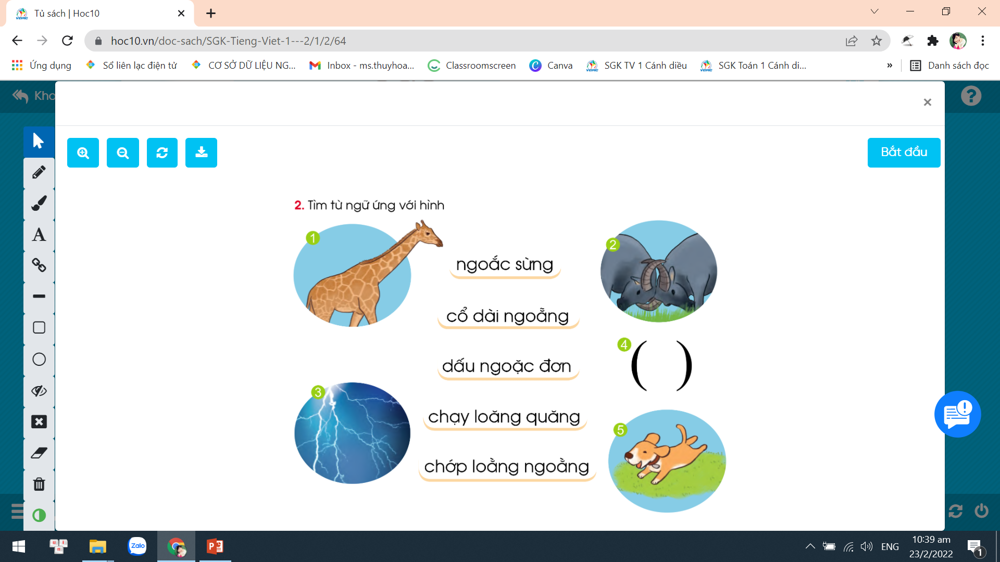 Tủ sách | Hoc10
hoc10.vn/doc-sach/SGK-Tieng-Viet-1---2/1/2/64
Ứng dụng
Sổ liên lạc điện tử
CƠ SỞ DỮ LIỆU NG...
Inbox - ms.thuyhoa...
Classroomscreen
Canva
SGK TV 1 Cánh diều
SGK Toán 1 Cánh di...
»
Danh sách đọc
Kho
Bắt đầu
2. Tìm từ ngữ ứng với hình
1
2
ngoắc sừng
cổ dài ngoẵng
dấu ngoặc đơn
4
( )
3
chạy loăng quăng
5
chớp loằng ngoằng
A
Zalo
ENG
10:39 am
23/2/2022
1